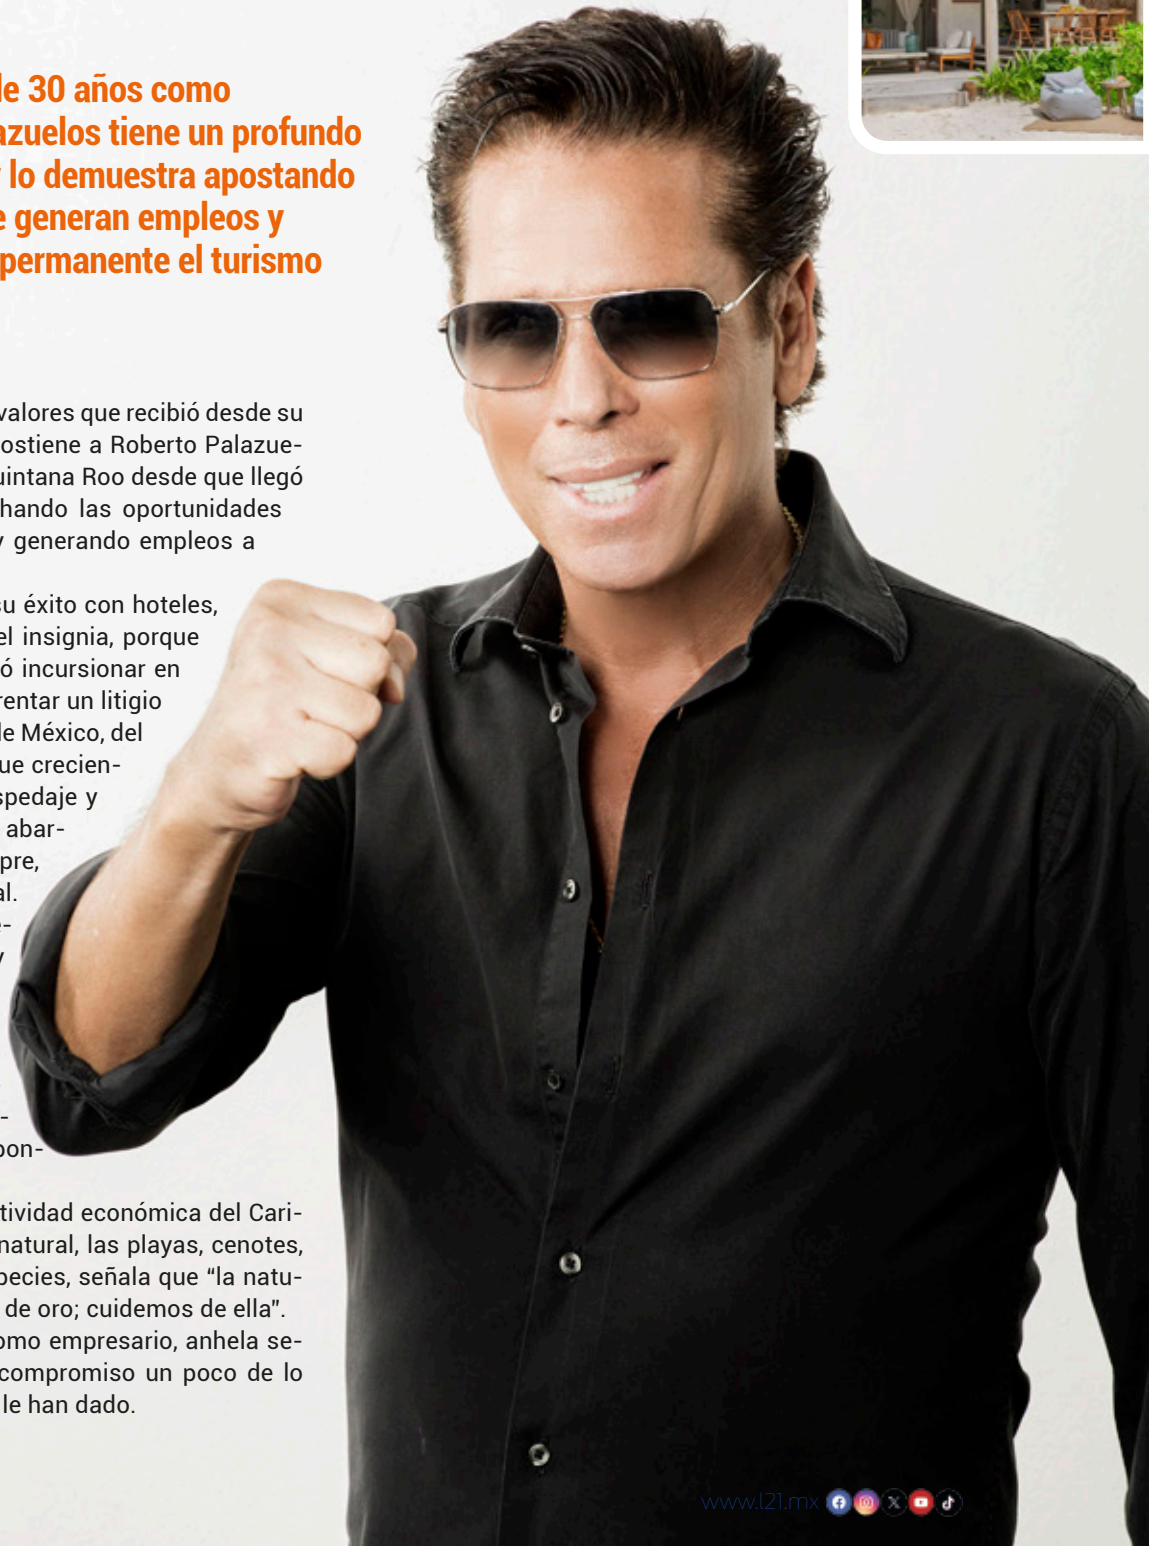 de 30 años como
azuelos tiene un profundo
y lo demuestra apostando
e generan empleos y
permanente el turismo
valores que recibió desde su
ostiene a Roberto Palazue-
uintana Roo desde que llegó
hando las oportunidades
y generando empleos a
su éxito con hoteles,
el insignia, porque
ó incursionar en
rentar un litigio
de México, del
ue crecien-
spedaje y
abar-
pre,
al.
e-
y
-
pon-
tividad económica del Cari-
natural, las playas, cenotes,
pecies, señala que “la natu-
de oro; cuidemos de ella”.
omo empresario, anhela se-
compromiso un poco de lo
le han dado.
www.l21.mx